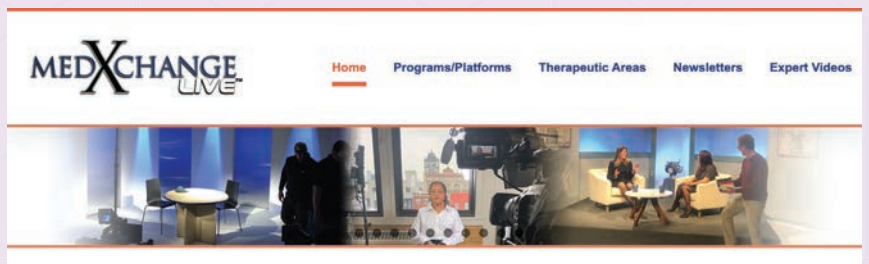 MEDXCHANGE
LIVE
Home Programs/Platforms Therapeutic Areas Newsletters Expert Videos